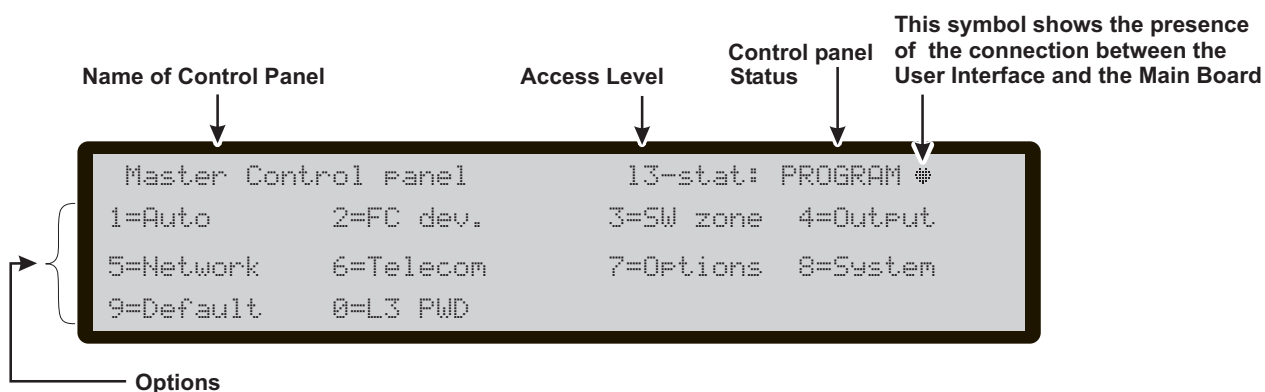 This symbol shows the presence
of the connection between the
User Interface and the Main Board
Control panel
Status
Name of Control Panel
Access Level
Master Control panel l3-stat: PROGRAM
1=Auto 2=FC dev. 3=SW zone 4=Output
5=Network 6=Telecom 7=Options 8=System
9=Default 0=L3 PWD
Options